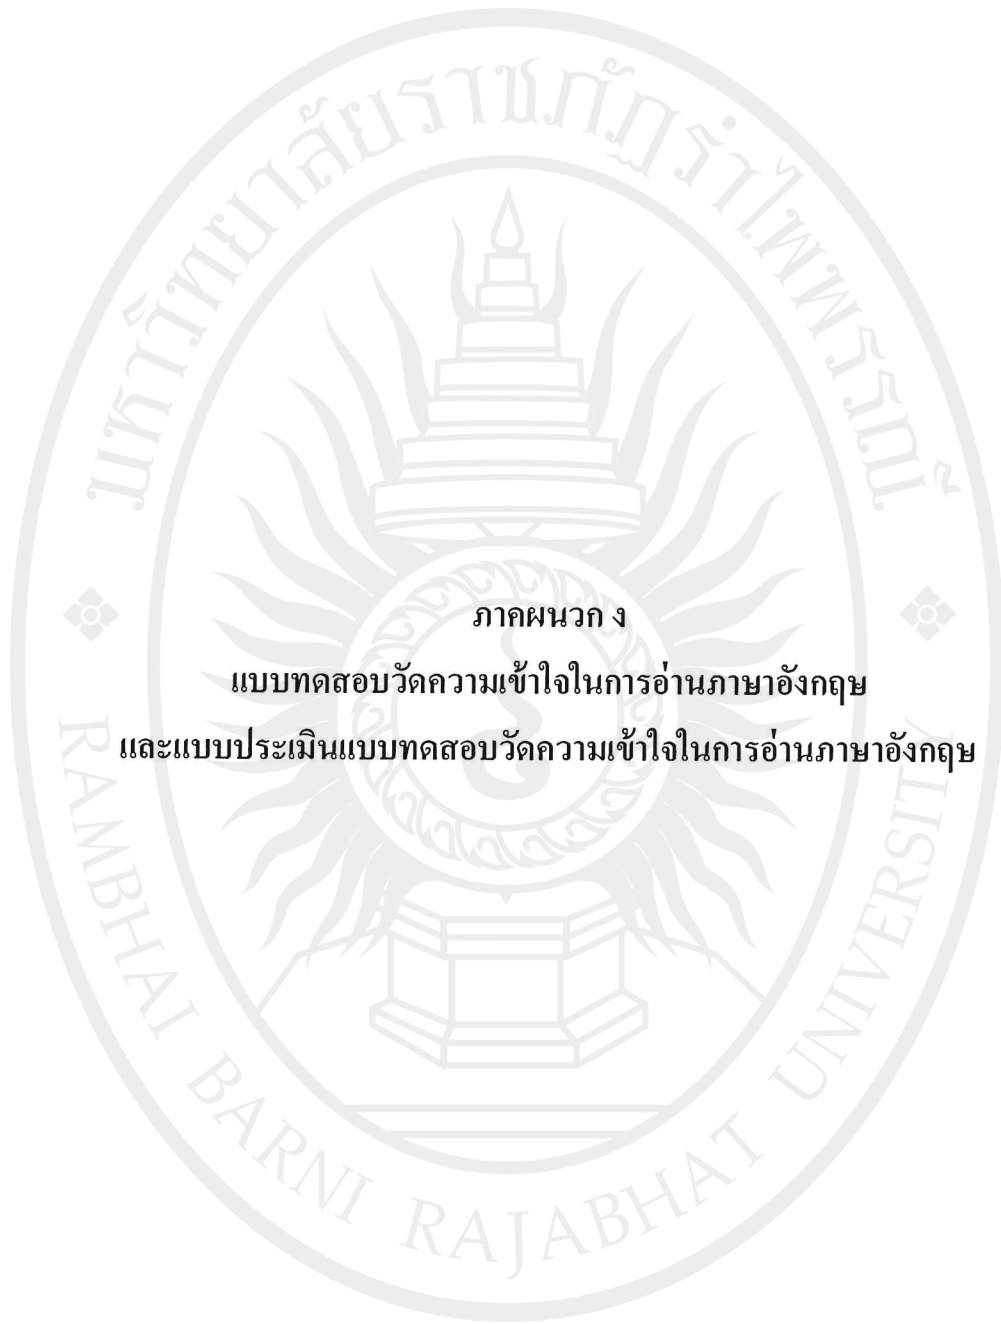 มหาวิทยาลัยราชภัฏรำไพพรรณี
ภาคผนวก ง
แบบทดสอบวัดความเข้าใจในการอ่านภาษาอังกฤษ
และแบบประเมินแบบทดสอบวัดความเข้าใจในการอ่านภาษาอังกฤษ
RAMBHAI BARNI RAJABHAT UNIVERSITY